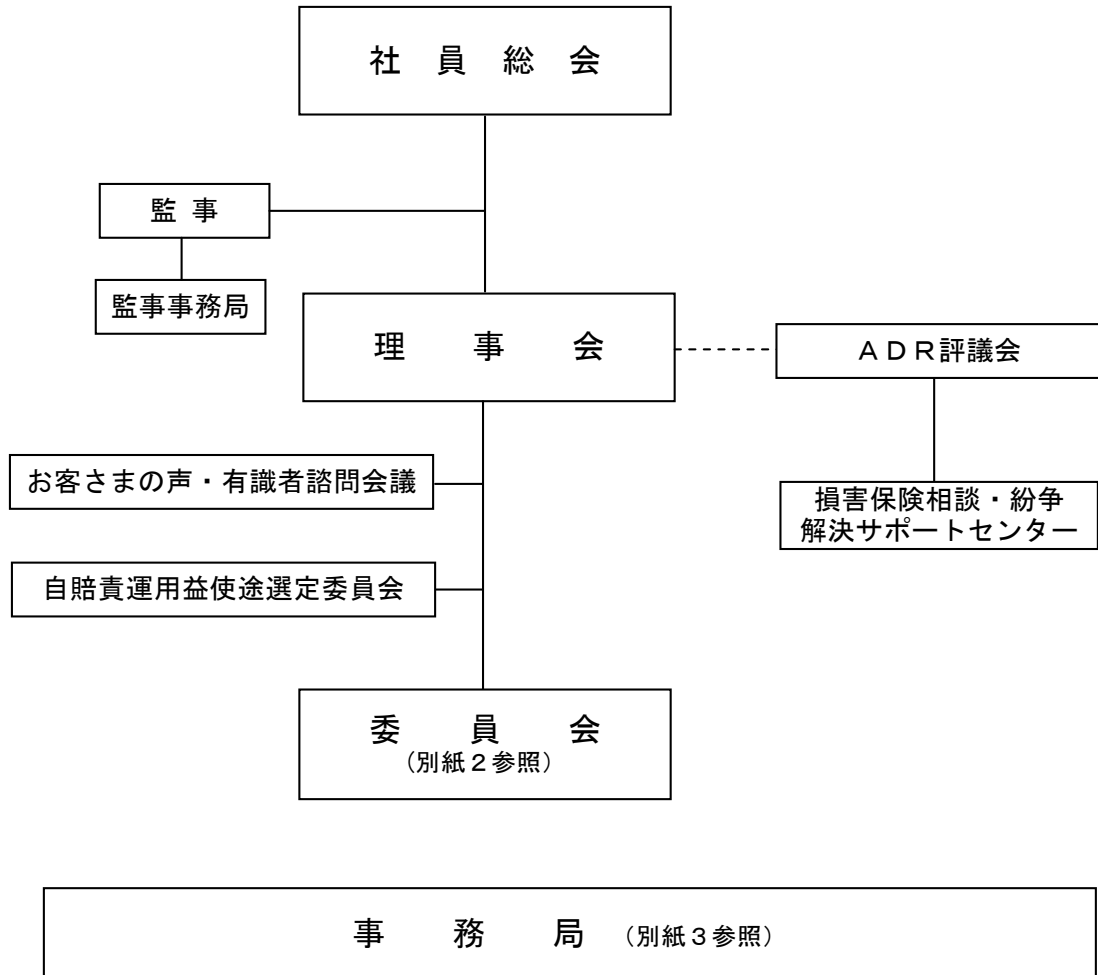 社員総会
監事
監事事務局
理事会
ADR評議会
お客さまの声・有識者諮問会議
損害保険相談・紛争
解決サポートセンター
自賠責運用益使途選定委員会
委員会
(別紙2参照)
事務局 (別紙3参照)